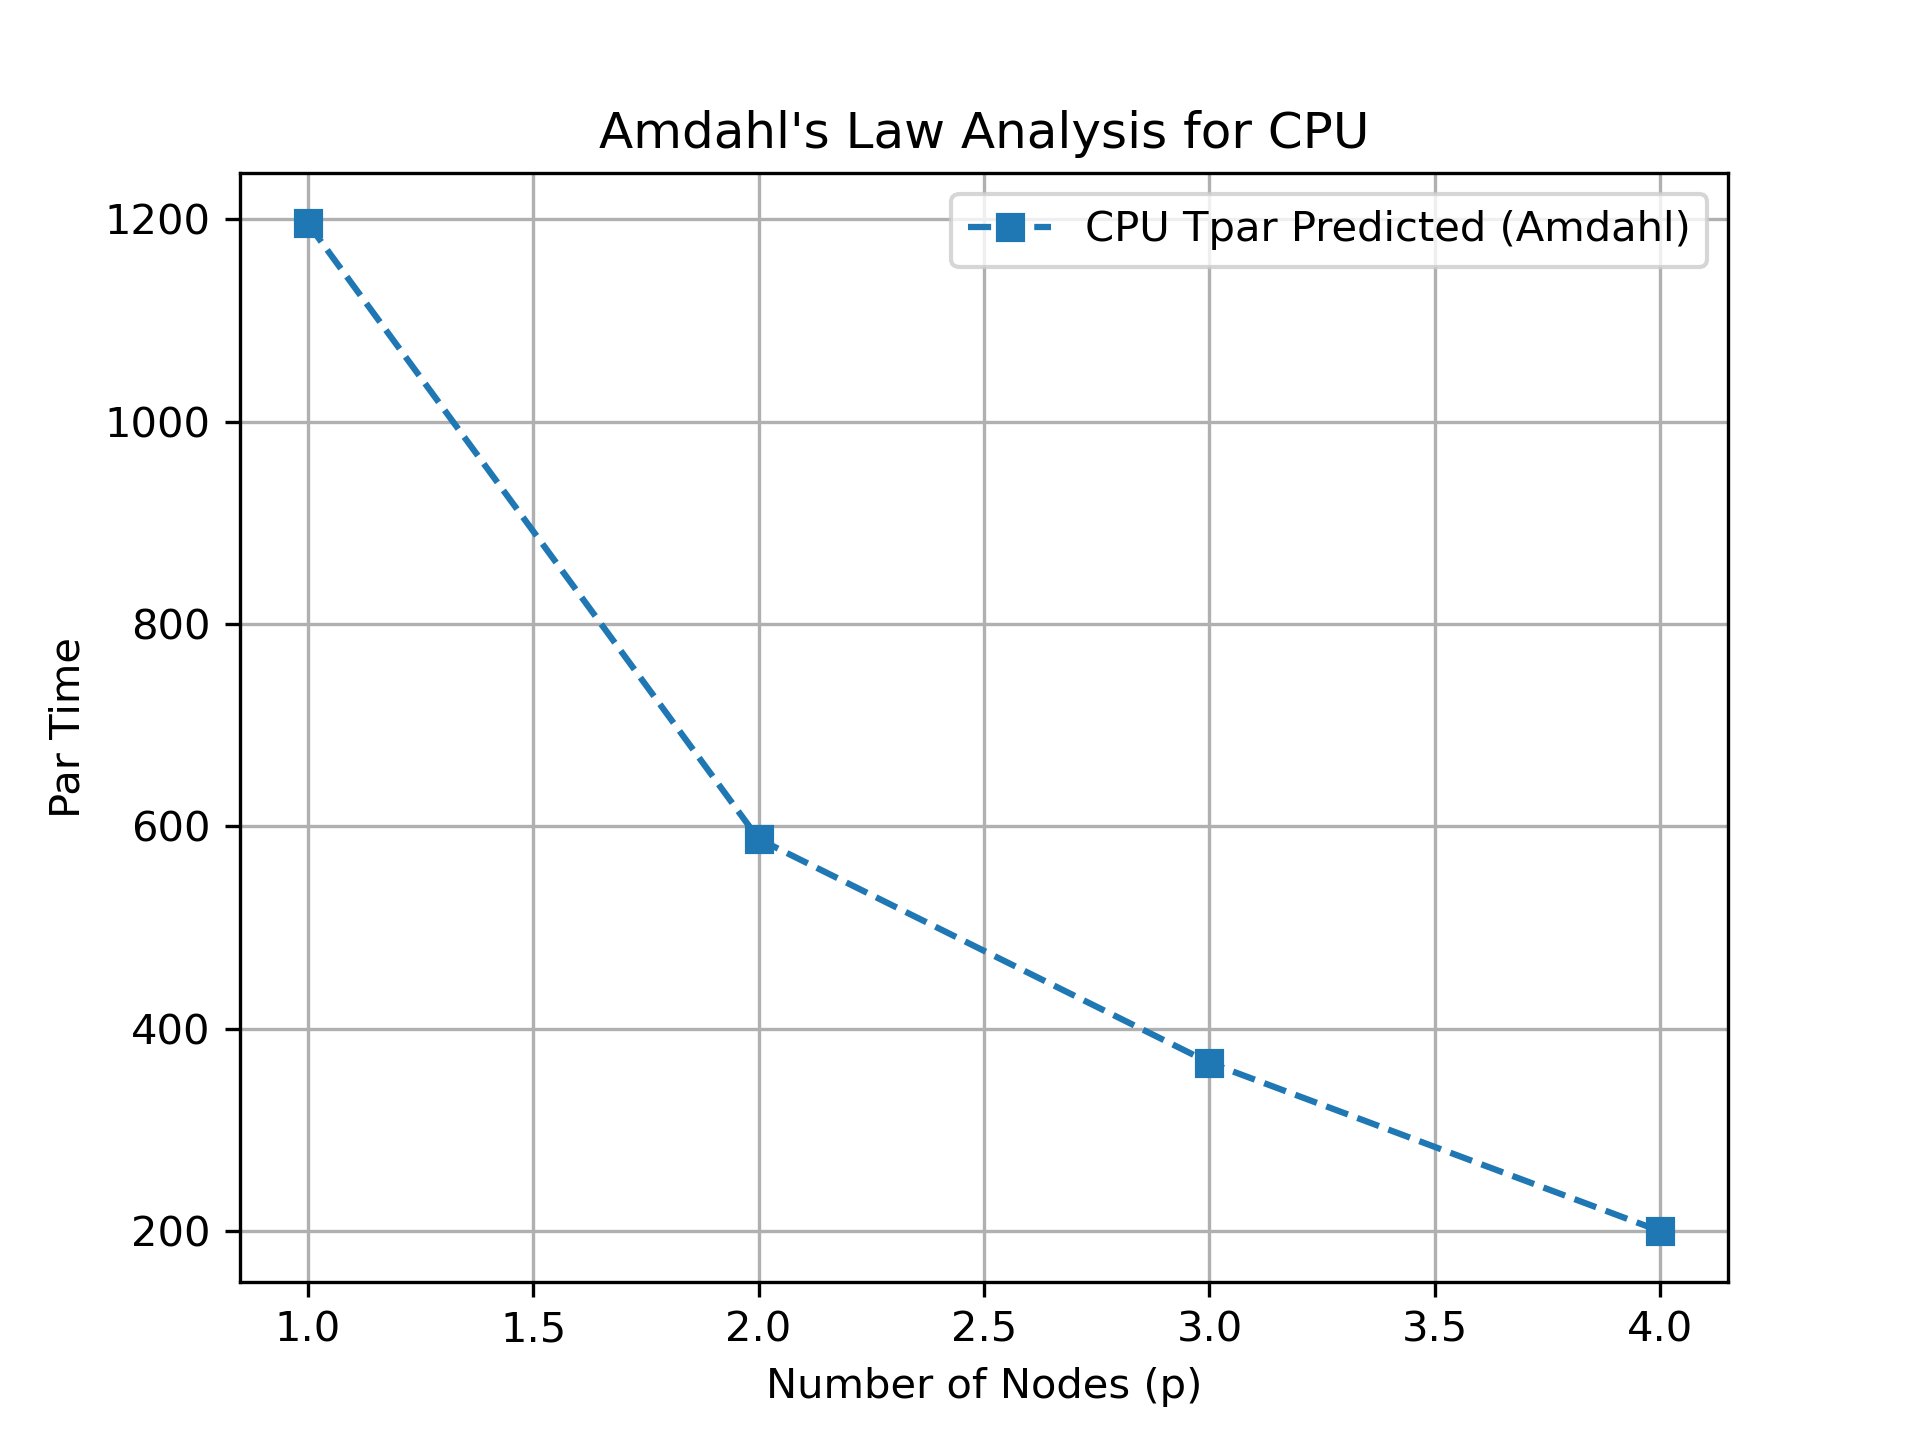 Amdahl's Law Analysis for CPU
CPU Tpar Predicted (Amdahl)
1200
1000
800
600
400
200
Par Time
1.0 1.5 2.0 2.5 3.0 3.5 4.0
Number of Nodes (p)